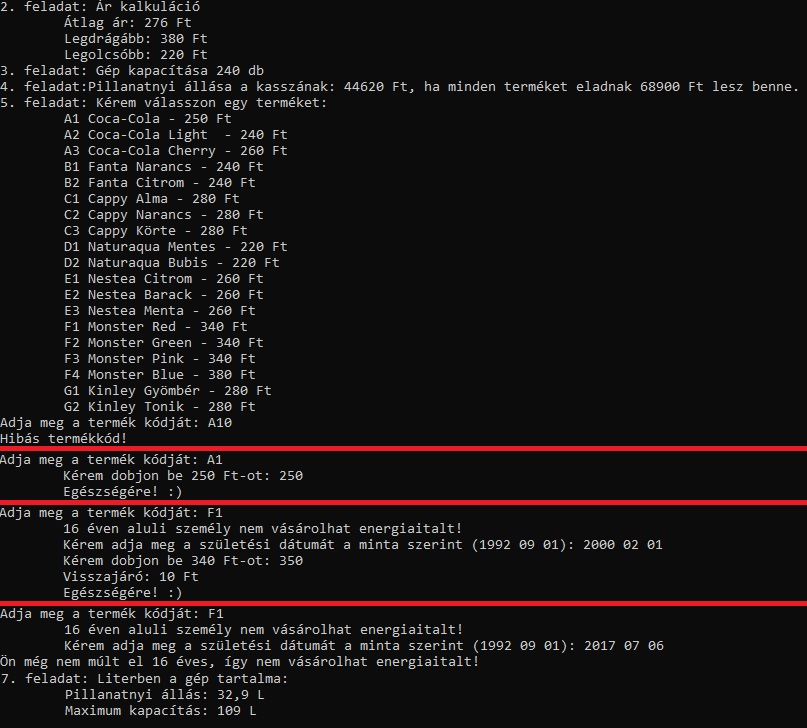 2. feladat: Ár kalkuláció
Átlag ár: 276 Ft
Legdrágább: 380 Ft
Legolcsóbb: 220 Ft
3. feladat: Gép kapacítása 240 db
4. feladat:Pillanatnyi állása a kasszának: 44620 Ft, ha minden terméket eladnak 68900 Ft lesz benne.
5. feladat: Kérem válasszon egy terméket:
A1 Coca-Cola - 250 Ft
A2 Coca-Cola Light  - 240 Ft
A3 Coca-Cola Cherry - 260 Ft
B1 Fanta Narancs - 240 Ft
B2 Fanta Citrom - 240 Ft
C1 Cappy Alma - 280 Ft
C2 Cappy Narancs - 280 Ft
C3 Cappy Körte - 280 Ft
D1 Naturaqua Mentes - 220 Ft
D2 Naturaqua Bubis - 220 Ft
E1 Nestea Citrom - 260 Ft
E2 Nestea Barack - 260 Ft
E3 Nestea Menta - 260 Ft
F1 Monster Red - 340 Ft
F2 Monster Green - 340 Ft
F3 Monster Pink - 340 Ft
F4 Monster Blue - 380 Ft
G1 Kinley Gyömbér - 280 Ft
G2 Kinley Tonik - 280 Ft
Adja meg a termék kódját: A10
Hibás termékkód!
Adja meg a termék kódját: A1
Kérem dobjon be 250 Ft-ot: 250
Egészségére! :)
Adja meg a termék kódját: F1
16 éven aluli személy nem vásárolhat energiaitalt!
Kérem adja meg a születési dátumát a minta szerint (1992 09 01): 2000 02 01
Kérem dobjon be 340 Ft-ot: 350
Visszajáró: 10 Ft
Egészségére! :)
Adja meg a termék kódját: F1
16 éven aluli személy nem vásárolhat energiaitalt!
Kérem adja meg a születési dátumát a minta szerint (1992 09 01): 2017 07 06
Ön még nem múlt el 16 éves, így nem vásárolhat energiaitalt!
7. feladat: Literben a gép tartalma:
Pillanatnyi állás: 32,9 L
Maximum kapacítás: 109 L